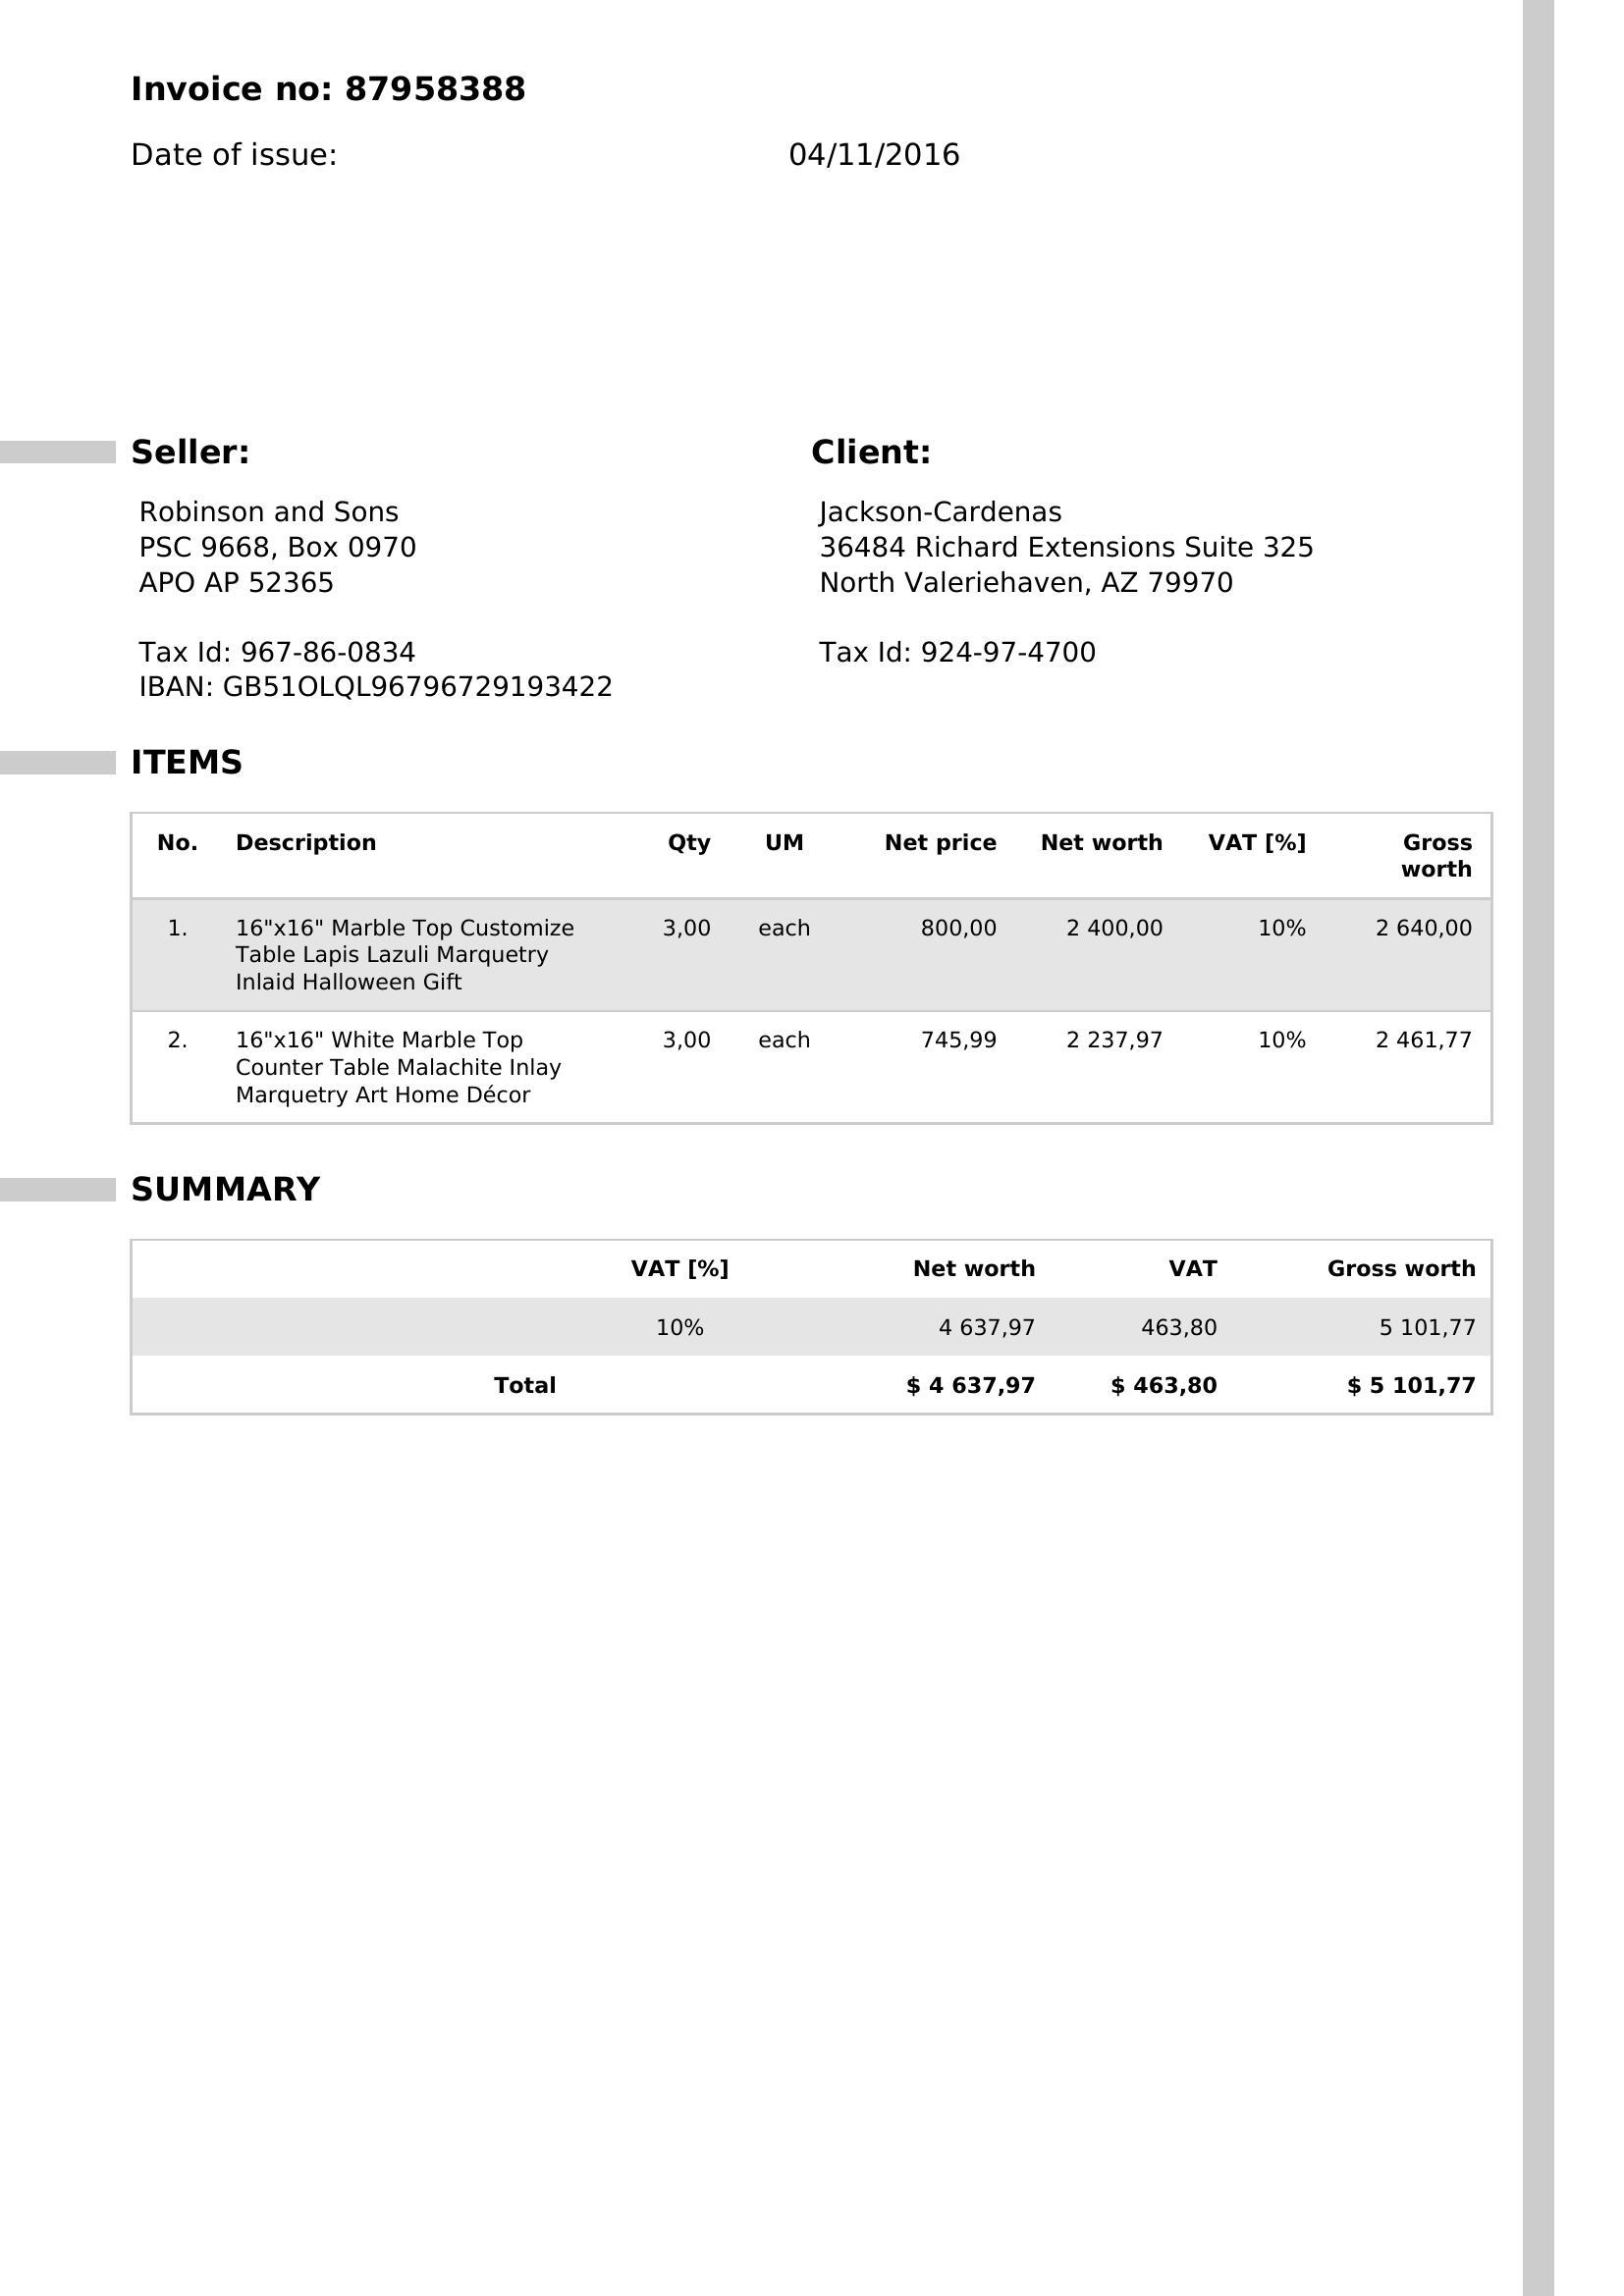 Invoice no: 87958388
Date of issue: 04/11/2016
Seller:
Robinson and Sons
PSC 9668, Box 0970
APO AP 52365
Tax Id: 967-86-0834
IBAN: GB51OLQL96796729193422
Client:
Jackson-Cardenas
36484 Richard Extensions Suite 325
North Valeriehaven, AZ 79970
Tax Id: 924-97-4700
ITEMS
No. Description Qty UM Net price Net worth VAT [%] Gross
worth
1. 16"x16" Marble Top Customize 3,00 each 800,00 2 400,00 10% 2 640,00
Table Lapis Lazuli Marquetry
Inlaid Halloween Gift
2. 16"x16" White Marble Top 3,00 each 745,99 2 237,97 10% 2 461,77
Counter Table Malachite Inlay
Marquetry Art Home Décor
SUMMARY
VAT [%] Net worth VAT Gross worth
10% 4 637,97 463,80 5 101,77
Total $ 4 637,97 $ 463,80 $ 5 101,77